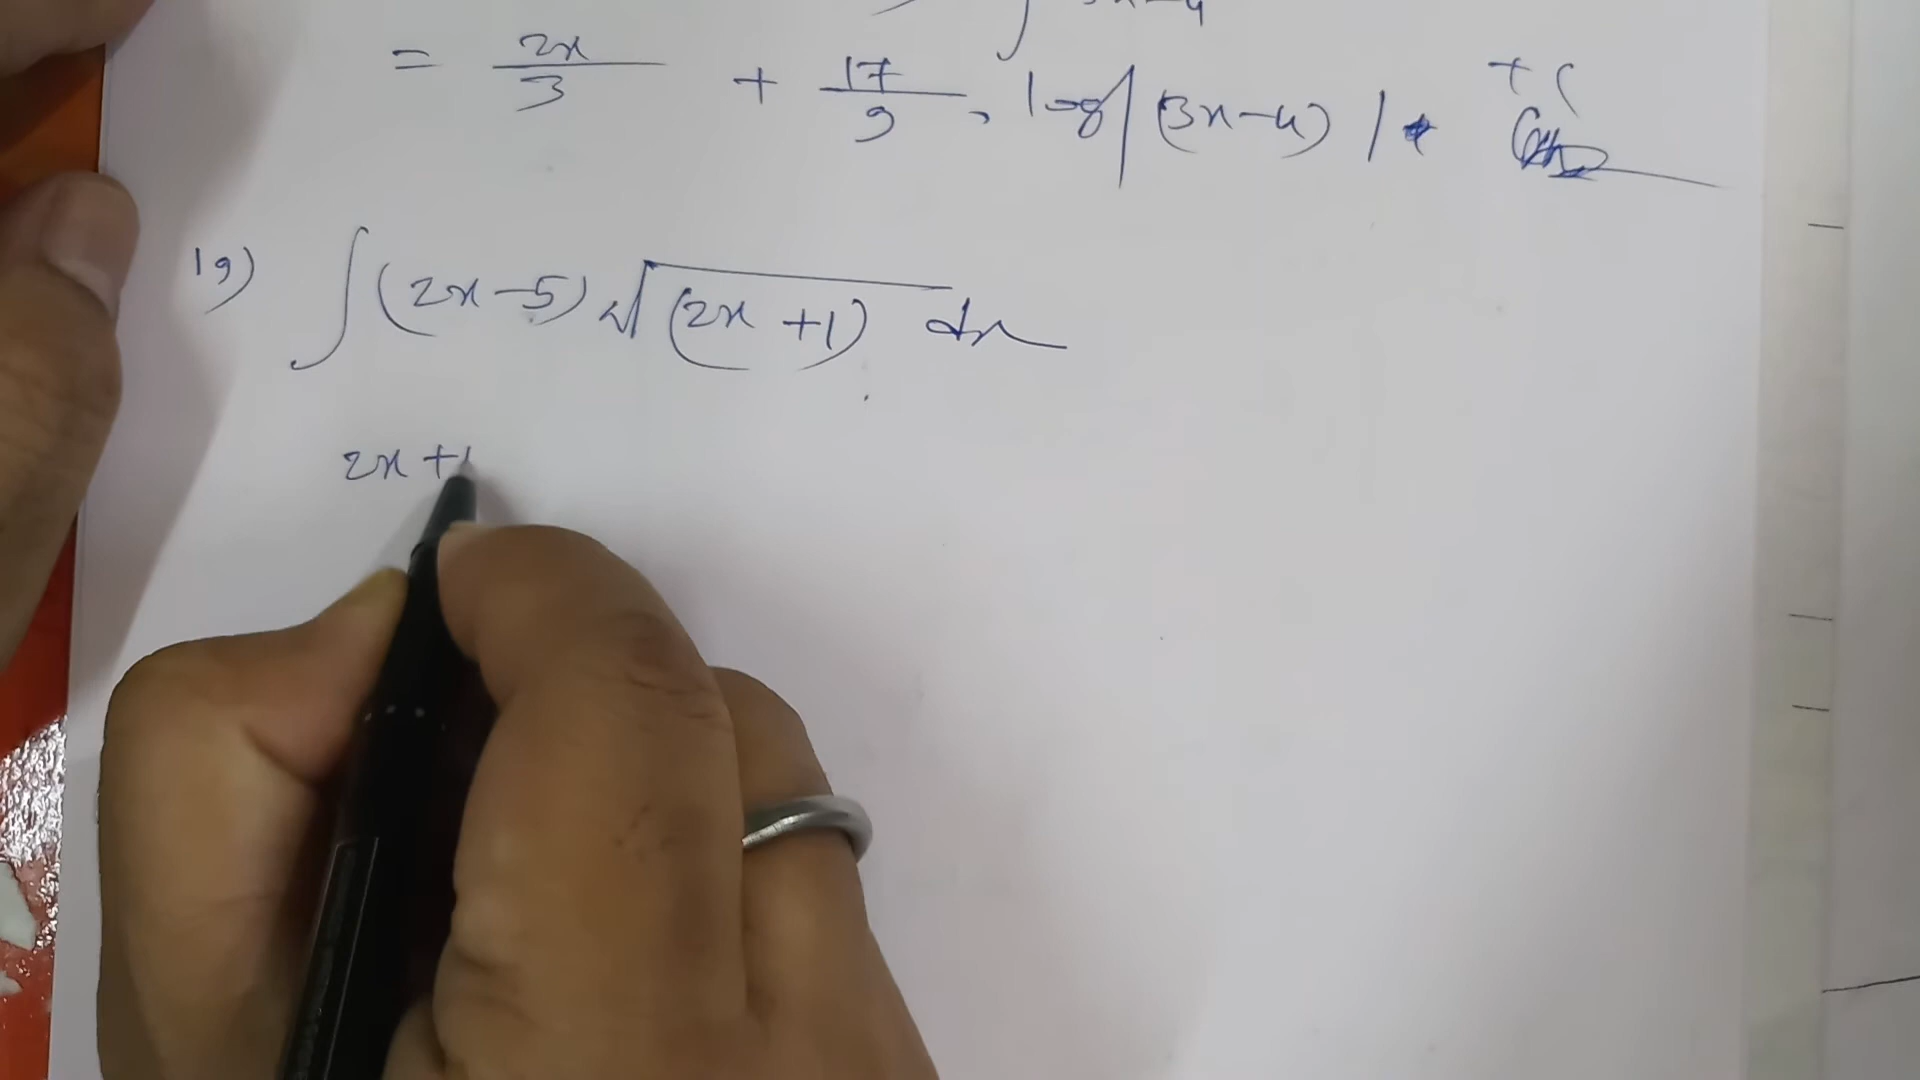 = 2x/3 + 17/9 . log |(3x-4)| + C
19) ∫(2x-5)√(2x+1) dx
2x+1